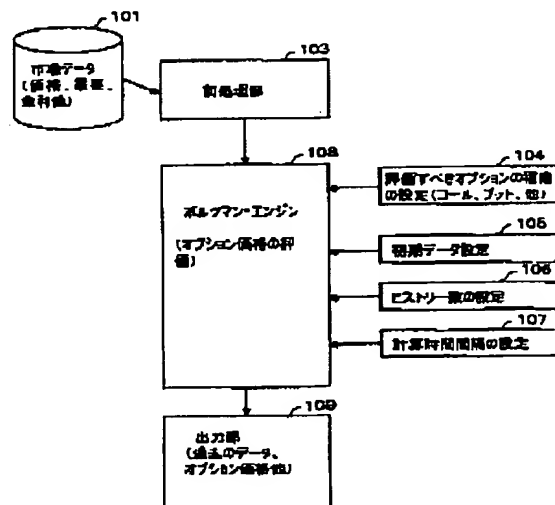 101
市場データ
(価格、需要、
金利他)
103
前処理部
108
ボルツマン・エンジン
(オプション価格の評
価)
104
評価すべきオプションの種類
の設定(コール、プット、他)
105
初期データ設定
106
ヒストリー数の設定
107
計算時間間隔の設定
109
出力部
(過去のデータ、
オプション価格他)